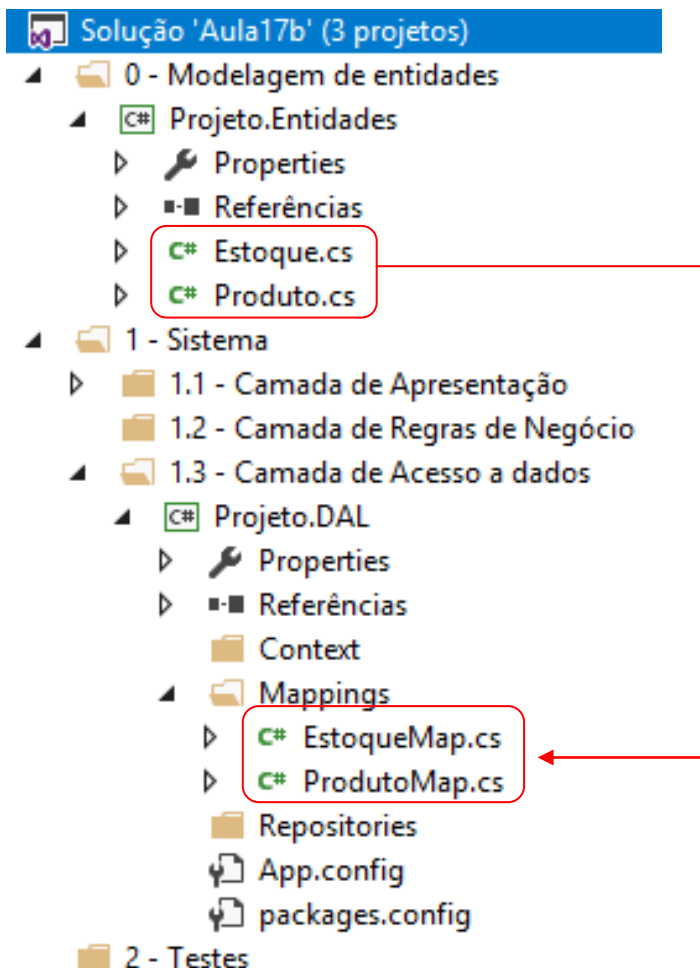 Solução 'Aula17b' (3 projetos)
0 - Modelagem de entidades
C# Projeto.Entidades
Properties
Referências
C# Estoque.cs
C# Produto.cs
1 - Sistema
1.1 - Camada de Apresentação
1.2 - Camada de Regras de Negócio
1.3 - Camada de Acesso a dados
C# Projeto.DAL
Properties
Referências
Context
Mappings
C# EstoqueMap.cs
C# ProdutoMap.cs
Repositories
App.config
packages.config
2 - Testes